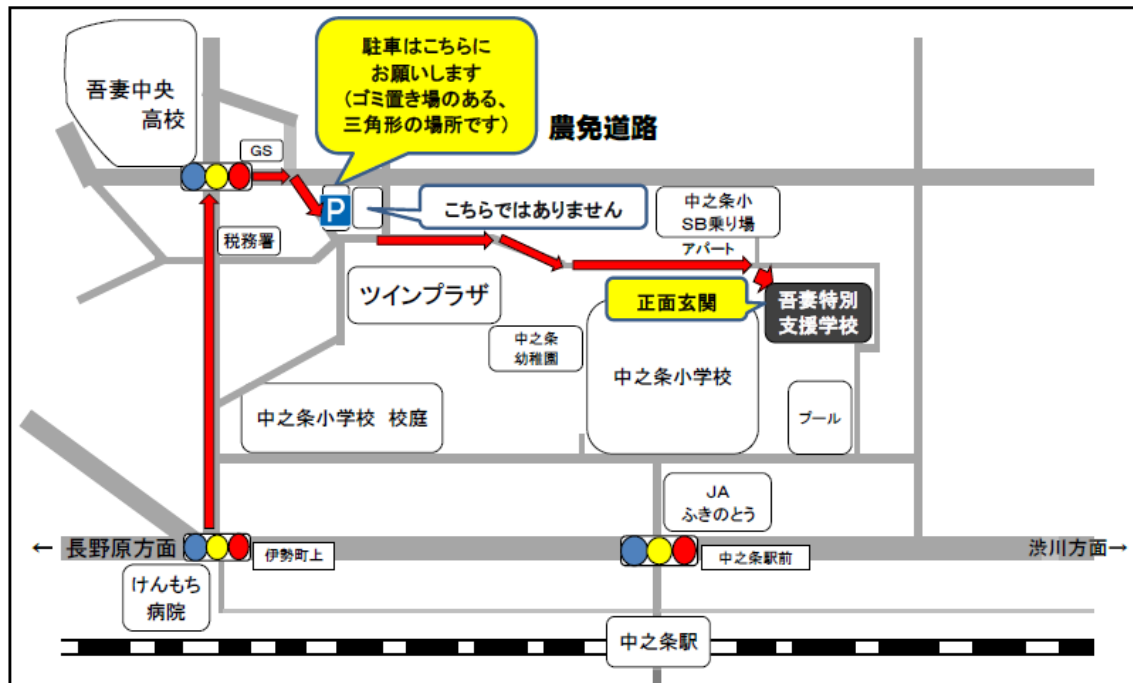 駐車はこちらに
お願いします
(ゴミ置き場のある、
三角形の場所です)
吾妻中央
高校
農免道路
GS
P
こちらではありません
中之条小
SB乗り場
アパート
税務署
ツインプラザ
正面玄関
吾妻特別
支援学校
中之条
幼稚園
中之条小学校
中之条小学校 校庭
プール
JA
ふきのとう
← 長野原方面
伊勢町上
中之条駅前
渋川方面→
けんもち
病院
中之条駅